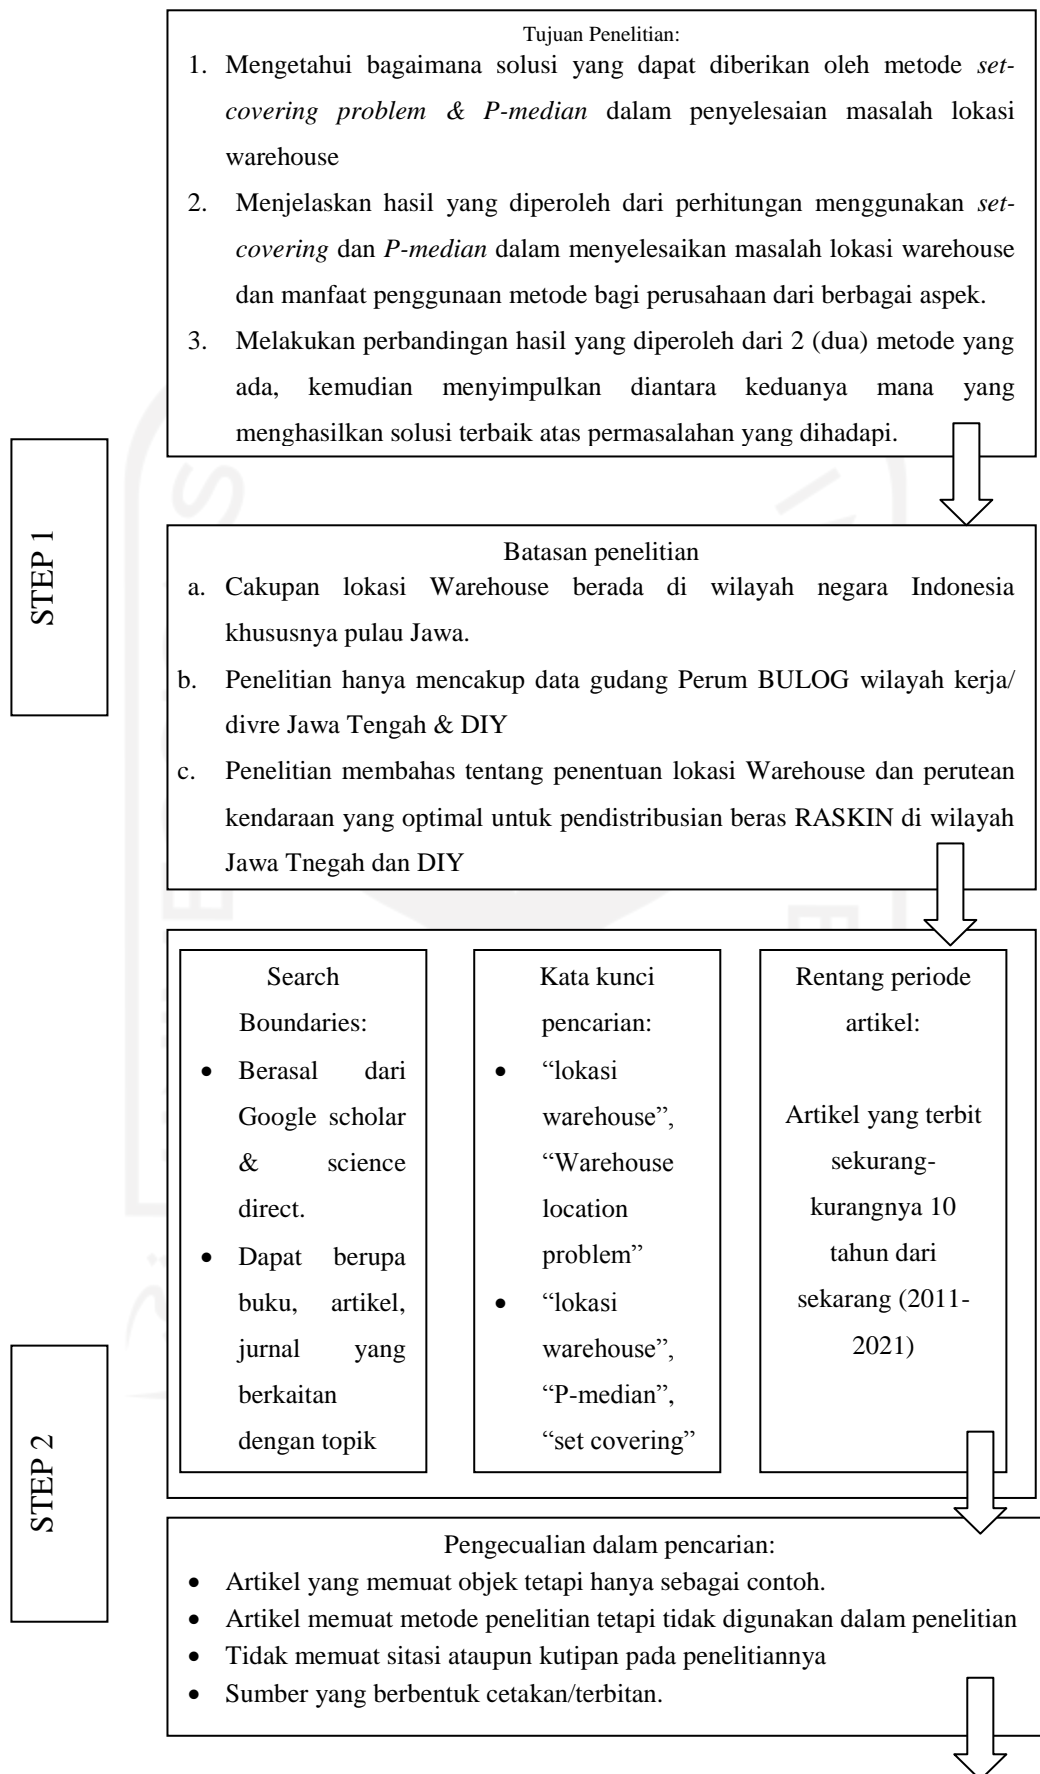 Tujuan Penelitian:
1. Mengetahui bagaimana solusi yang dapat diberikan oleh metode set-
covering problem & P-median dalam penyelesaian masalah lokasi
warehouse
2. Menjelaskan hasil yang diperoleh dari perhitungan menggunakan set-
covering dan P-median dalam menyelesaikan masalah lokasi warehouse
dan manfaat penggunaan metode bagi perusahaan dari berbagai aspek.
3. Melakukan perbandingan hasil yang diperoleh dari 2 (dua) metode yang
ada, kemudian menyimpulkan diantara keduanya mana yang
menghasilkan solusi terbaik atas permasalahan yang dihadapi.
STEP 1
Batasan penelitian
a. Cakupan lokasi Warehouse berada di wilayah negara Indonesia
khususnya pulau Jawa.
b. Penelitian hanya mencakup data gudang Perum BULOG wilayah kerja/
divre Jawa Tengah & DIY
c. Penelitian membahas tentang penentuan lokasi Warehouse dan perutean
kendaraan yang optimal untuk pendistribusian beras RASKIN di wilayah
Jawa Tnegah dan DIY
STEP 2
Search
Boundaries:
• Berasal dari
Google scholar
& science
direct.
• Dapat berupa
buku, artikel,
jurnal yang
berkaitan
dengan topik
Kata kunci
pencarian:
• “lokasi
warehouse”,
“Warehouse
location
problem”
• “lokasi
warehouse”,
“P-median”,
“set covering”
Rentang periode
artikel:
Artikel yang terbit
sekurang-
kurangnya 10
tahun dari
sekarang (2011-
2021)
Pengecualian dalam pencarian:
• Artikel yang memuat objek tetapi hanya sebagai contoh.
• Artikel memuat metode penelitian tetapi tidak digunakan dalam penelitian
• Tidak memuat sitasi ataupun kutipan pada penelitiannya
• Sumber yang berbentuk cetakan/terbitan.